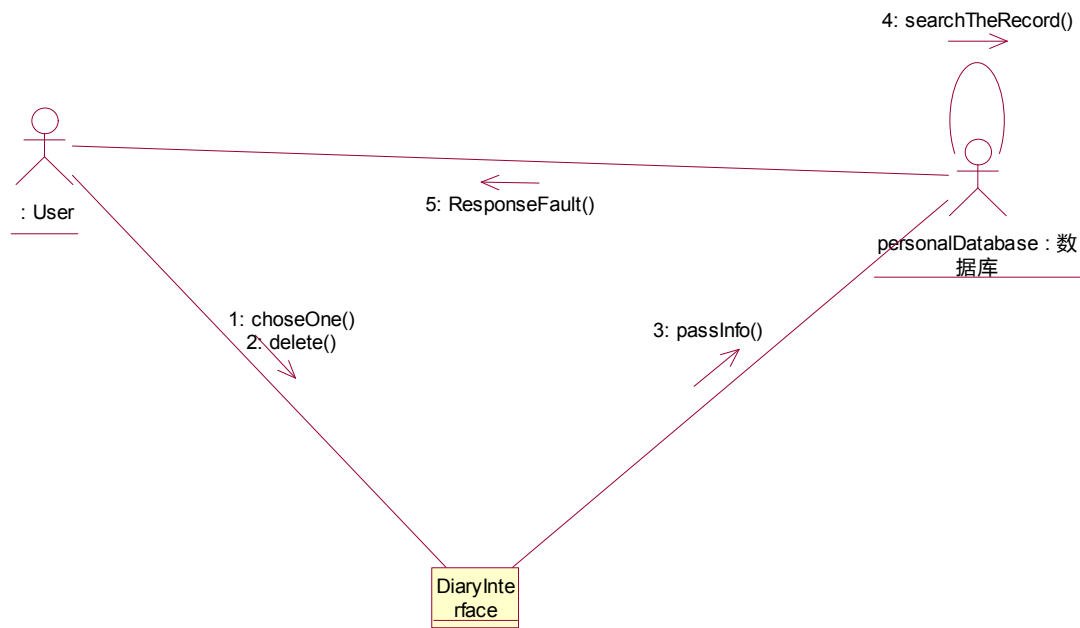 4: searchTheRecord()
: User
5: ResponseFault()
personalDatabase : 数
据库
1: choseOne()
2: delete()
3: passInfo()
DiaryInte
rface